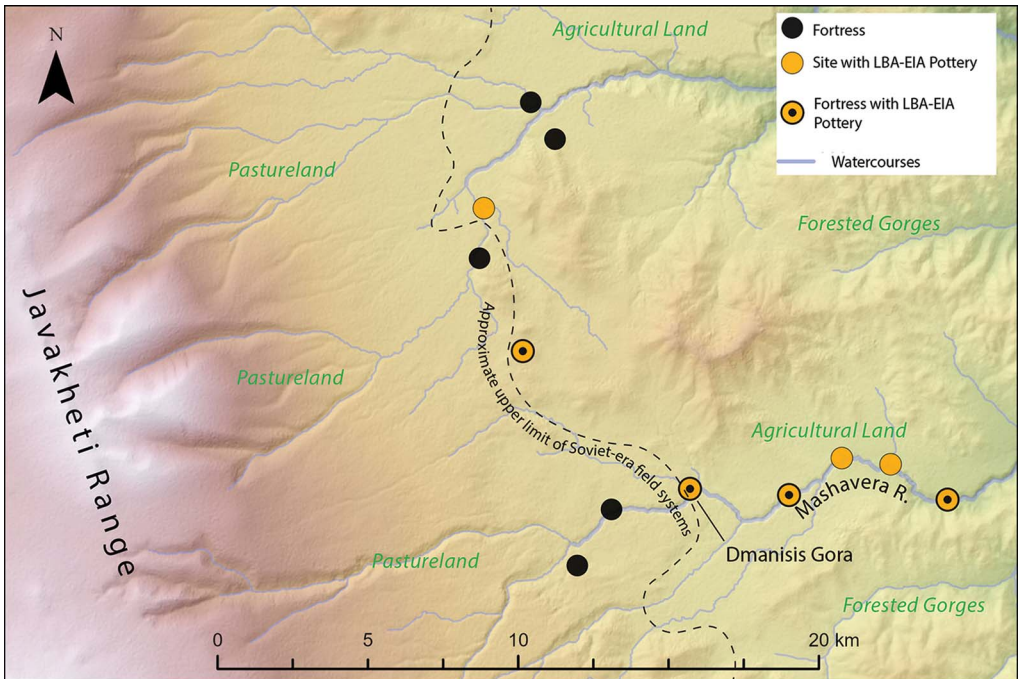 N
Agricultural Land
Fortress
Site with LBA-EIA Pottery
Fortress with LBA-EIA
Pottery
Watercourses
Pastureland
Forested Gorges
Javakheti Range
Approximate upper limit of Soviet-era field systems
Pastureland
Agricultural Land
Mashavera R.
Dmanisis Gora
Pastureland
Forested Gorges
0 5 10 20 km